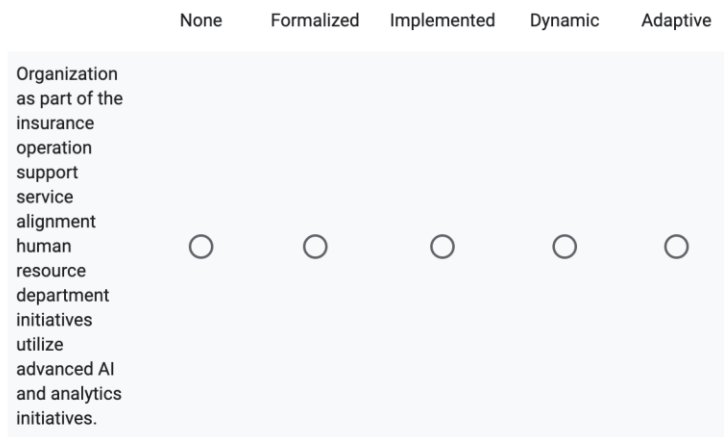 None Formalized Implemented Dynamic Adaptive
Organization
as part of the
insurance
operation
support
service
alignment
human
resource
department
initiatives
utilize
advanced AI
and analytics
initiatives.